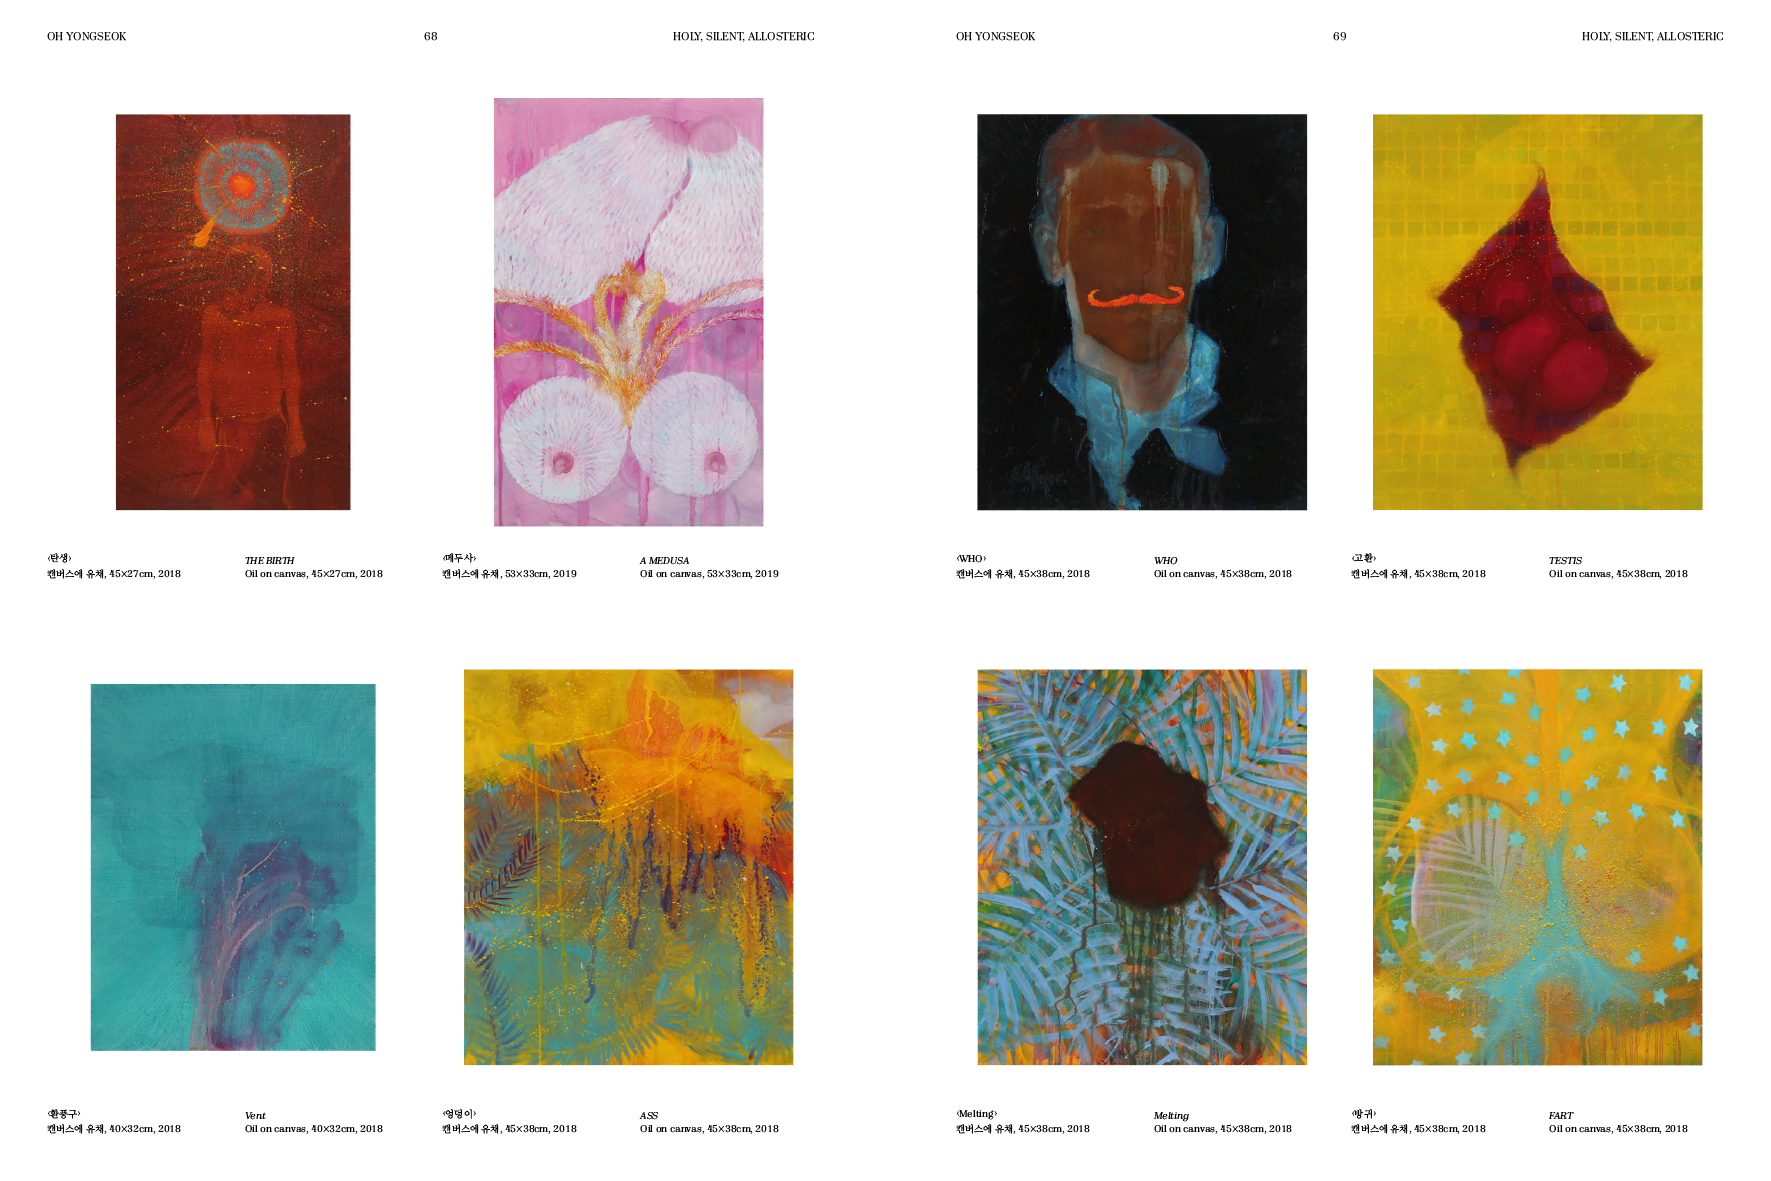 OH YONGSEOK
68
HOLY, SILENT, ALLOSTERIC
OH YONGSEOK
69
HOLY, SILENT, ALLOSTERIC
‹탄생›
캔버스에 유채, 45×27cm, 2018
THE BIRTH
Oil on canvas, 45×27cm, 2018
‹메두사›
캔버스에 유채, 53×33cm, 2019
A MEDUSA
Oil on canvas, 53×33cm, 2019
‹WHO›
캔버스에 유채, 45×38cm, 2018
WHO
Oil on canvas, 45×38cm, 2018
‹고환›
캔버스에 유채, 45×38cm, 2018
TESTIS
Oil on canvas, 45×38cm, 2018
‹환풍구›
캔버스에 유채, 40×32cm, 2018
Vent
Oil on canvas, 40×32cm, 2018
‹엉덩이›
캔버스에 유채, 45×38cm, 2018
ASS
Oil on canvas, 45×38cm, 2018
‹Melting›
캔버스에 유채, 45×38cm, 2018
Melting
Oil on canvas, 45×38cm, 2018
‹방귀›
캔버스에 유채, 45×38cm, 2018
FART
Oil on canvas, 45×38cm, 2018